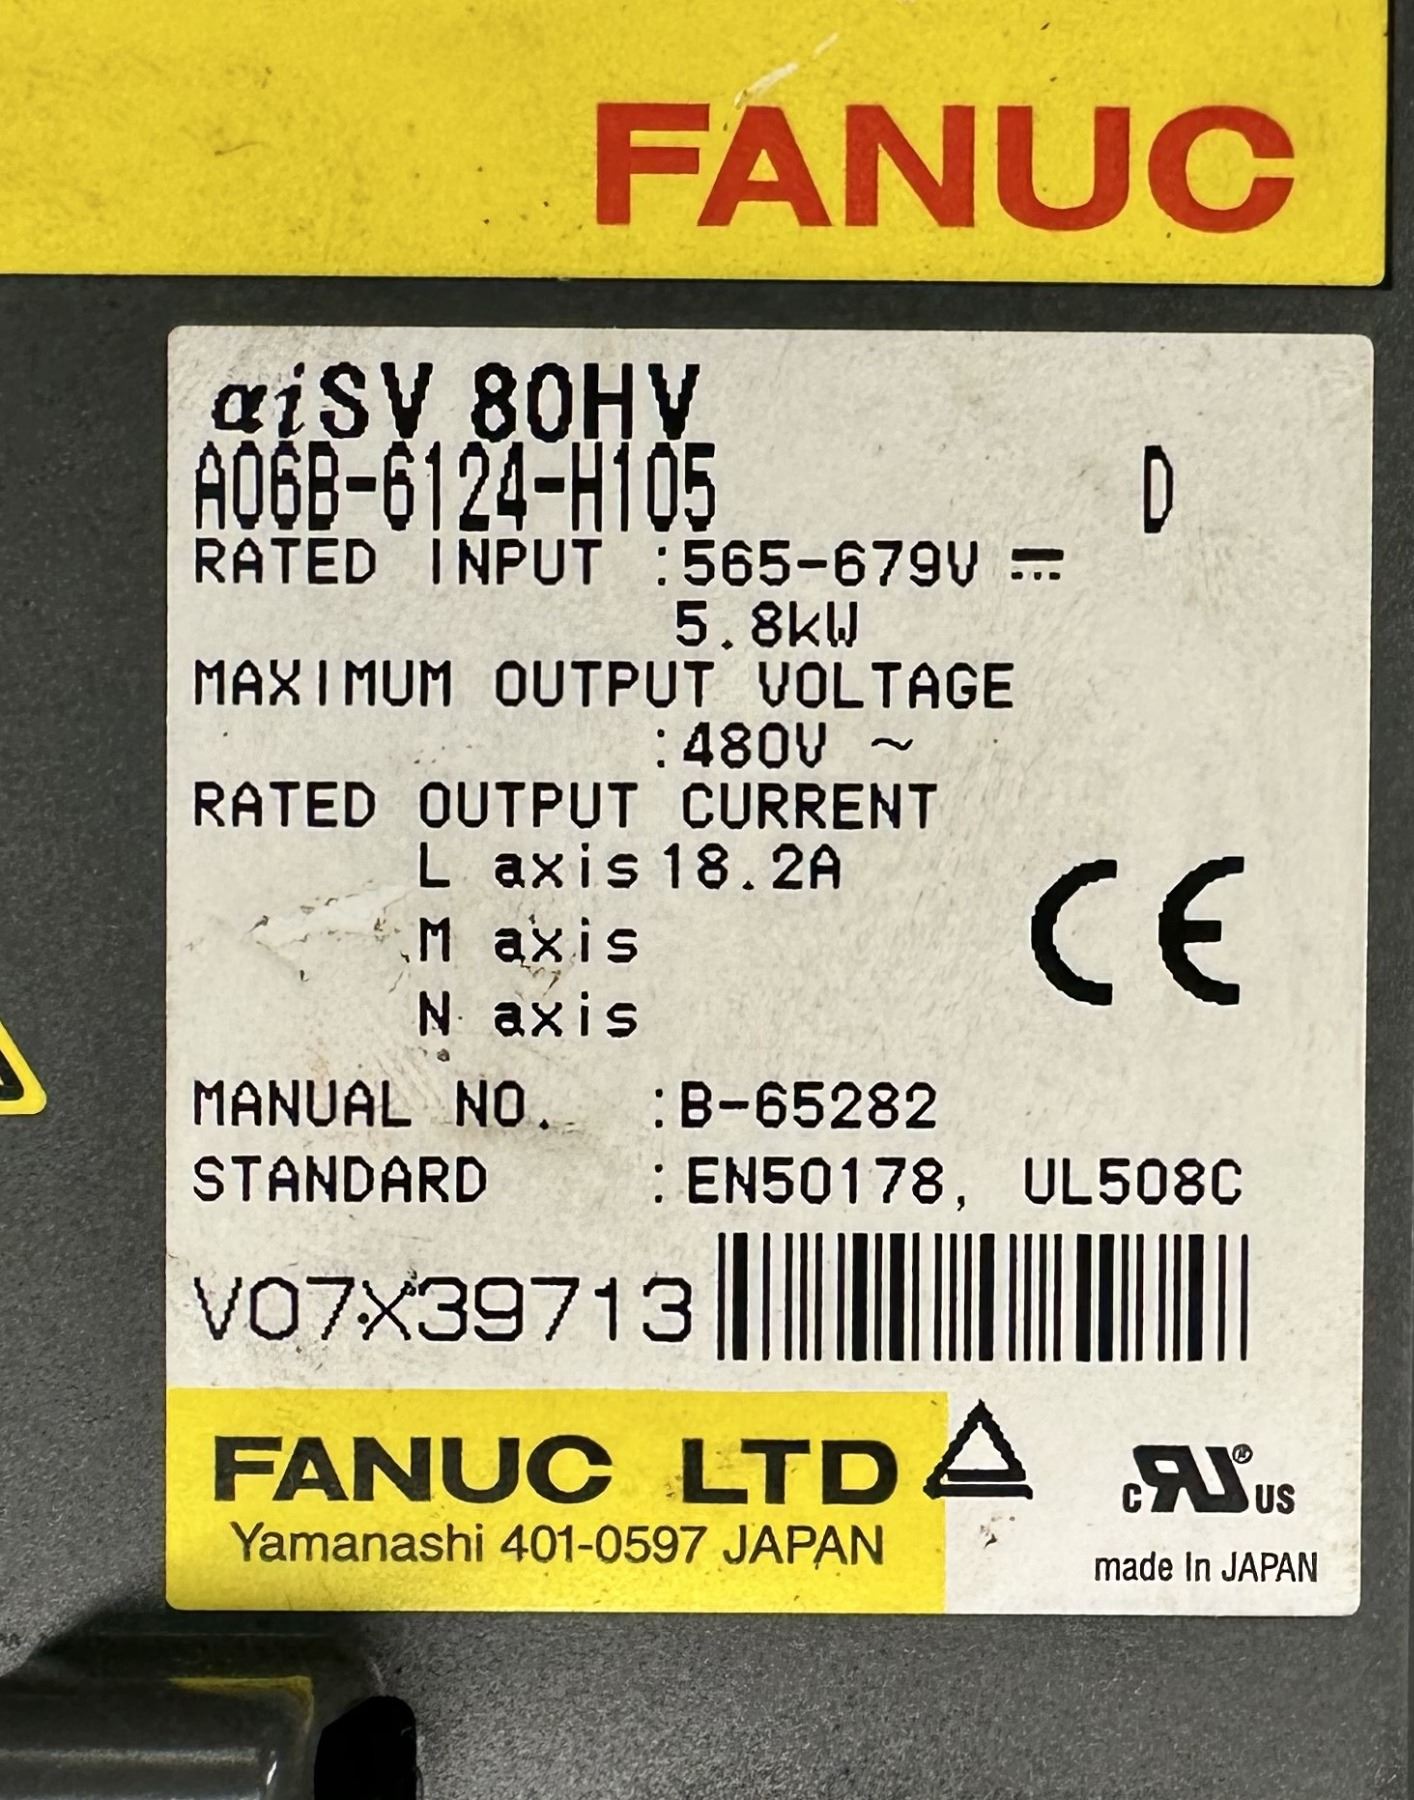 FANUC
αiSV 80HV
A06B-6124-H105 D
RATED INPUT :565-679V ⎓
5.8kW
MAXIMUM OUTPUT VOLTAGE
:480V ~
RATED OUTPUT CURRENT
L axis 18.2A
M axis
N axis
CE
MANUAL NO. :B-65282
STANDARD :EN50178, UL508C
V07X39713
FANUC LTD
Yamanashi 401-0597 JAPAN
c RU ® US
made in JAPAN